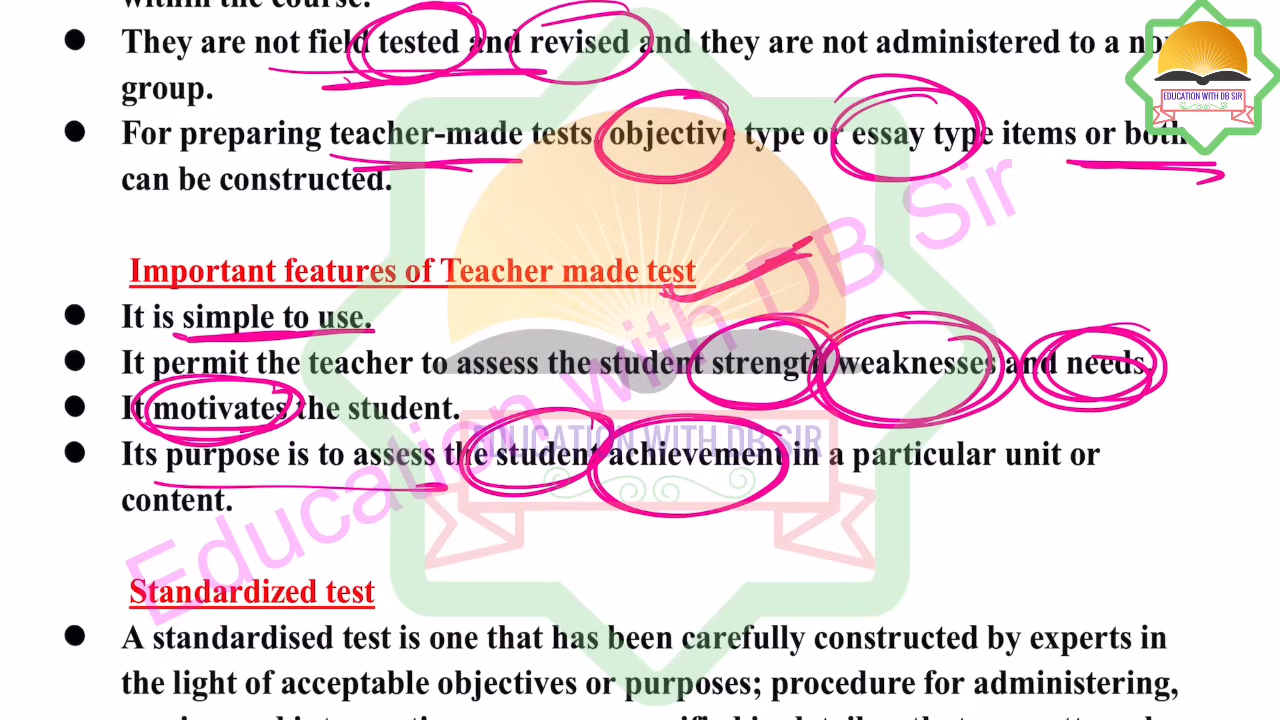 within the course.
● They are not field tested and revised and they are not administered to a
group.
● For preparing teacher-made tests, objective type or essay type items or both
can be constructed.
Important features of Teacher made test
● It is simple to use.
● It permit the teacher to assess the student strength weaknesses and needs.
● It motivates the student.
● Its purpose is to assess the student achievement in a particular unit or
content.
Standardized test
● A standardised test is one that has been carefully constructed by experts in
the light of acceptable objectives or purposes; procedure for administering,
EDUCATION WITH DB SIR
EDUCATION WITH DB SIR
Education with DB Sir